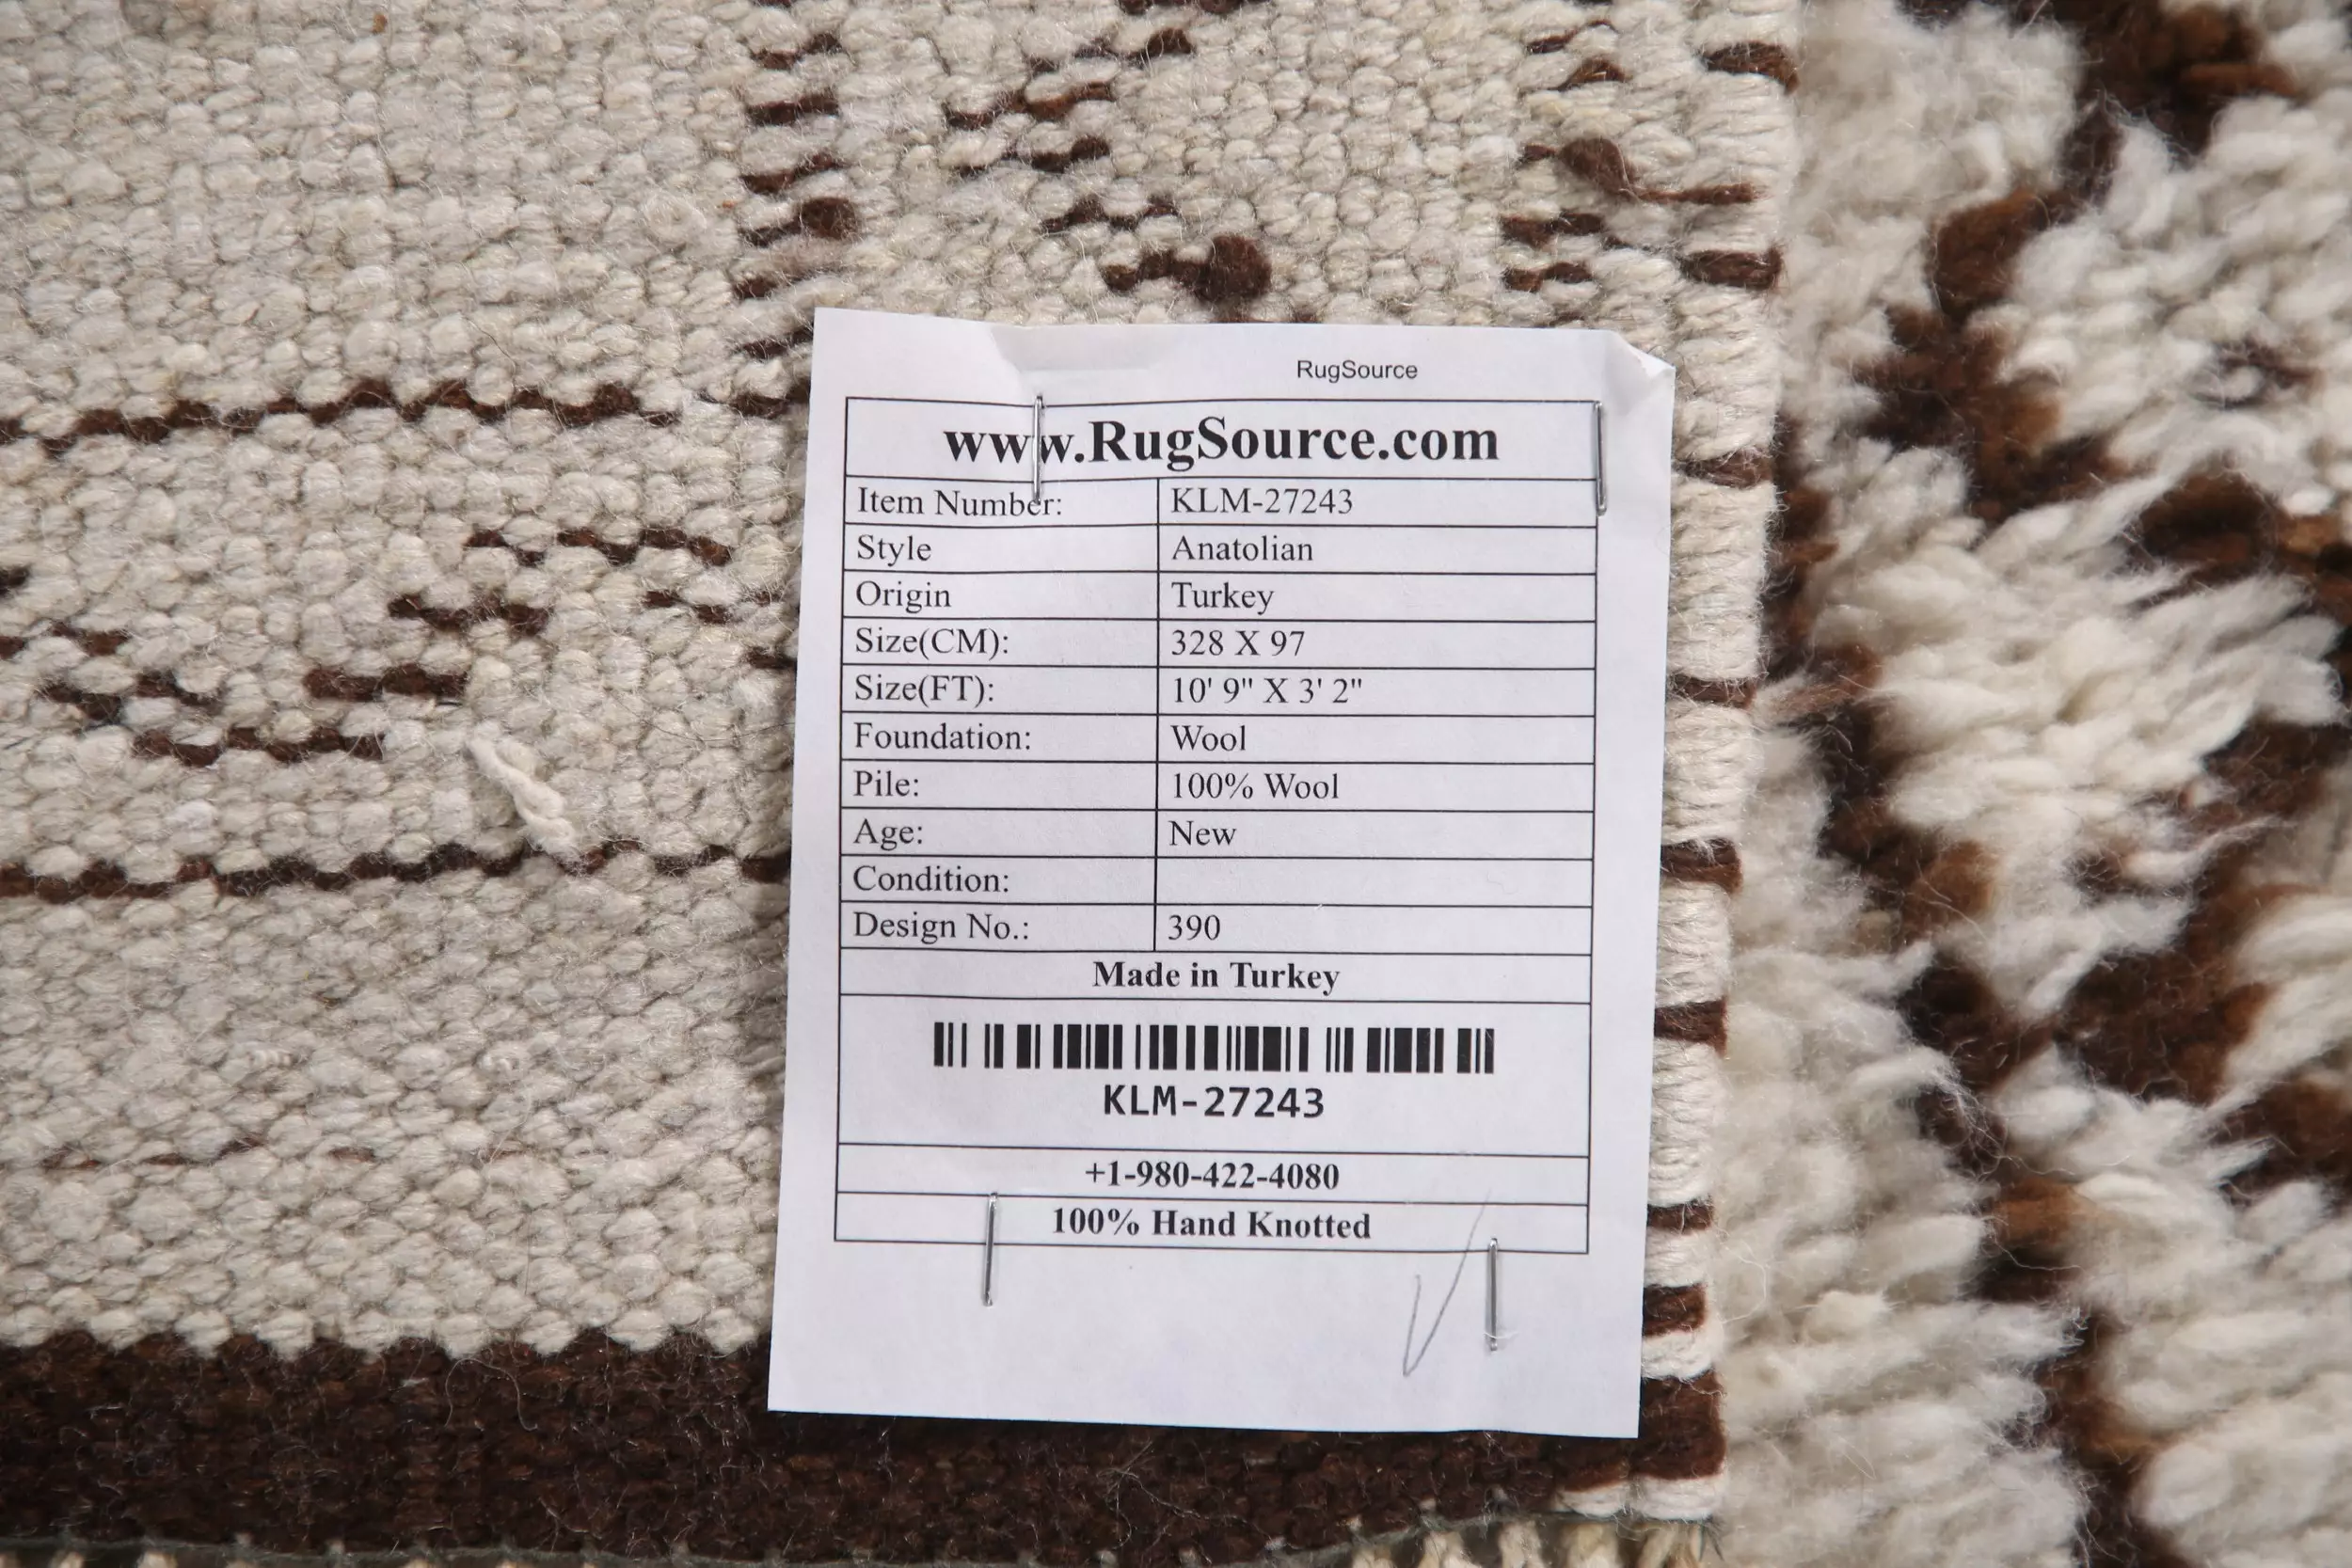 RugSource
www.RugSource.com
Item Number: KLM-27243
Style Anatolian
Origin Turkey
Size(CM): 328 X 97
Size(FT): 10' 9" X 3' 2"
Foundation: Wool
Pile: 100% Wool
Age: New
Condition:
Design No.: 390
Made in Turkey
KLM-27243
+1-980-422-4080
100% Hand Knotted